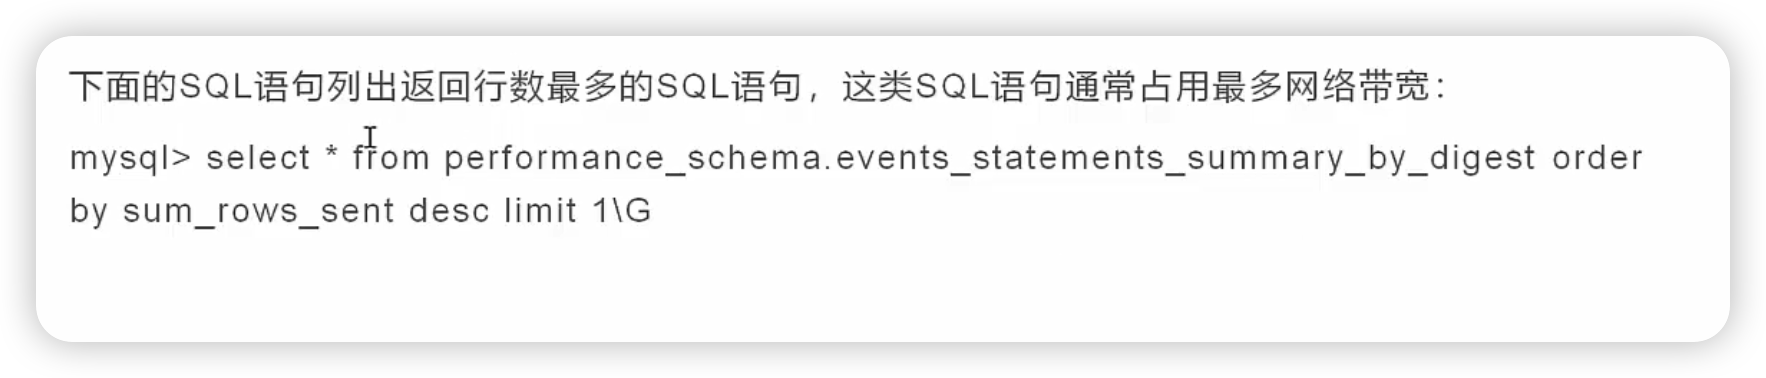 下面的SQL语句列出返回行数最多的SQL语句，这类SQL语句通常占用最多网络带宽：
mysql> select * from performance_schema.events_statements_summary_by_digest order
by sum_rows_sent desc limit 1\G